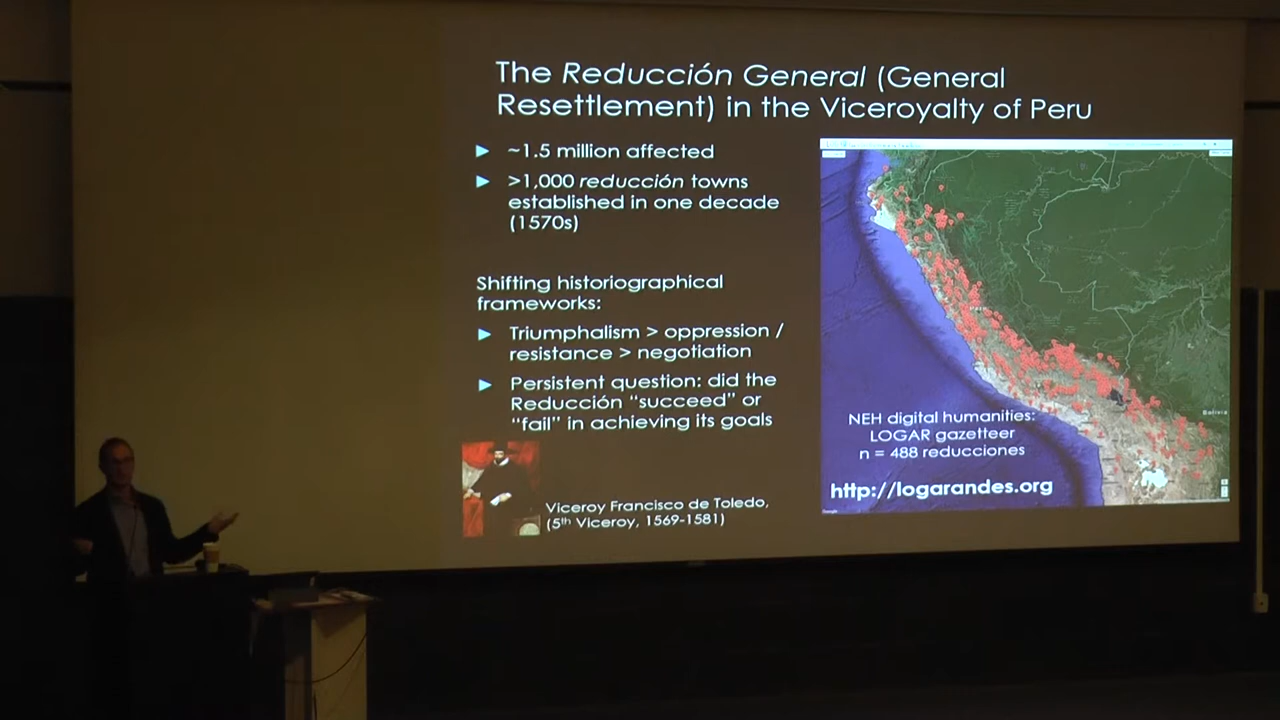 The Reducción General (General
Resettlement) in the Viceroyalty of Peru
~1.5 million affected
>1,000 reducción towns
established in one decade
(1570s)
Shifting historiographical
frameworks:
Triumphalism > oppression /
resistance > negotiation
Persistent question: did the
Reducción “succeed” or
“fail” in achieving its goals
Viceroy Francisco de Toledo,
(5th Viceroy, 1569-1581)
Bolivia
NEH digital humanities:
LOGAR gazetteer
n = 488 reducciones
http://logarandes.org